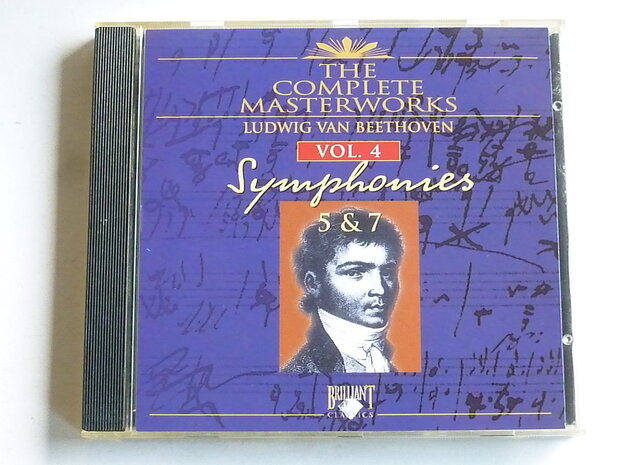 THE
COMPLETE
MASTERWORKS
LUDWIG VAN BEETHOVEN
VOL. 4
Symphonies
5 & 7
BRILLIANT
CLASSICS